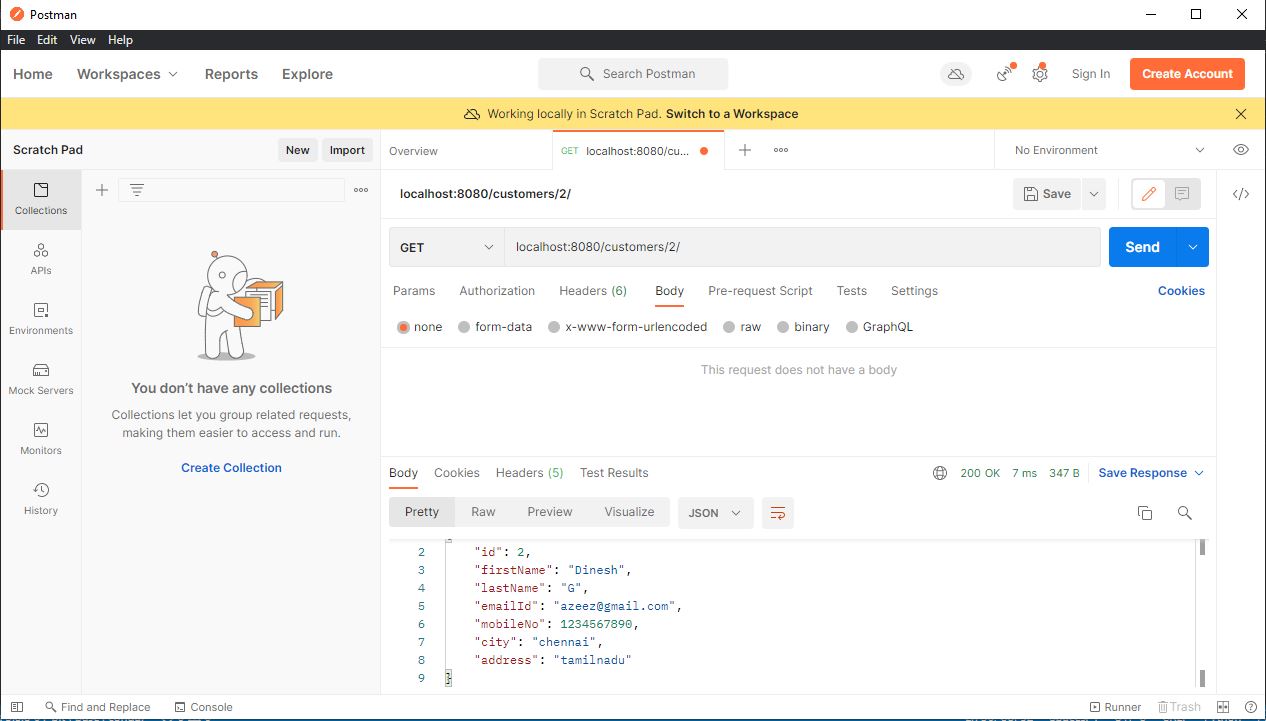 Postman
File Edit View Help
Home Workspaces Reports Explore Search Postman Sign In Create Account
Working locally in Scratch Pad. Switch to a Workspace
Scratch Pad New Import Overview GET localhost:8080/cu... No Environment
localhost:8080/customers/2/ Save
Collections
GET localhost:8080/customers/2/ Send
APIs
Params Authorization Headers (6) Body Pre-request Script Tests Settings Cookies
Environments
none form-data x-www-form-urlencoded raw binary GraphQL
This request does not have a body
Mock Servers
You don’t have any collections
Collections let you group related requests,
making them easier to access and run.
Monitors
Create Collection
Body Cookies Headers (5) Test Results 200 OK 7 ms 347 B Save Response
History
Pretty Raw Preview Visualize JSON
2 "id": 2,
3 "firstName": "Dinesh",
4 "lastName": "G",
5 "emailId": "azeez@gmail.com",
6 "mobileNo": 1234567890,
7 "city": "chennai",
8 "address": "tamilnadu"
9 }
Find and Replace Console Runner Trash